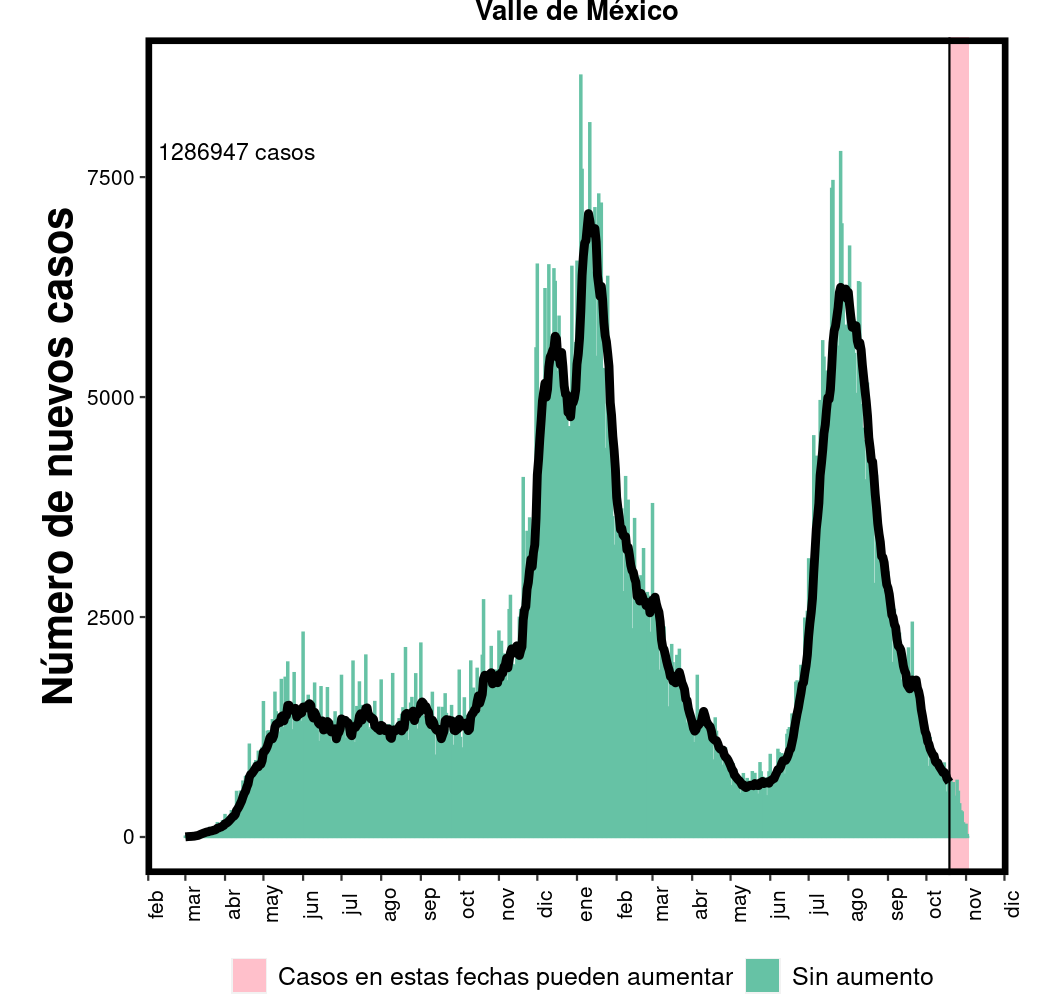 Valle de México
1286947 casos
Número de nuevos casos
7500
5000
2500
0
feb
mar
abr
may
jun
jul
ago
sep
oct
nov
dic
ene
feb
mar
abr
may
jun
jul
ago
sep
oct
nov
dic
Casos en estas fechas pueden aumentar
Sin aumento